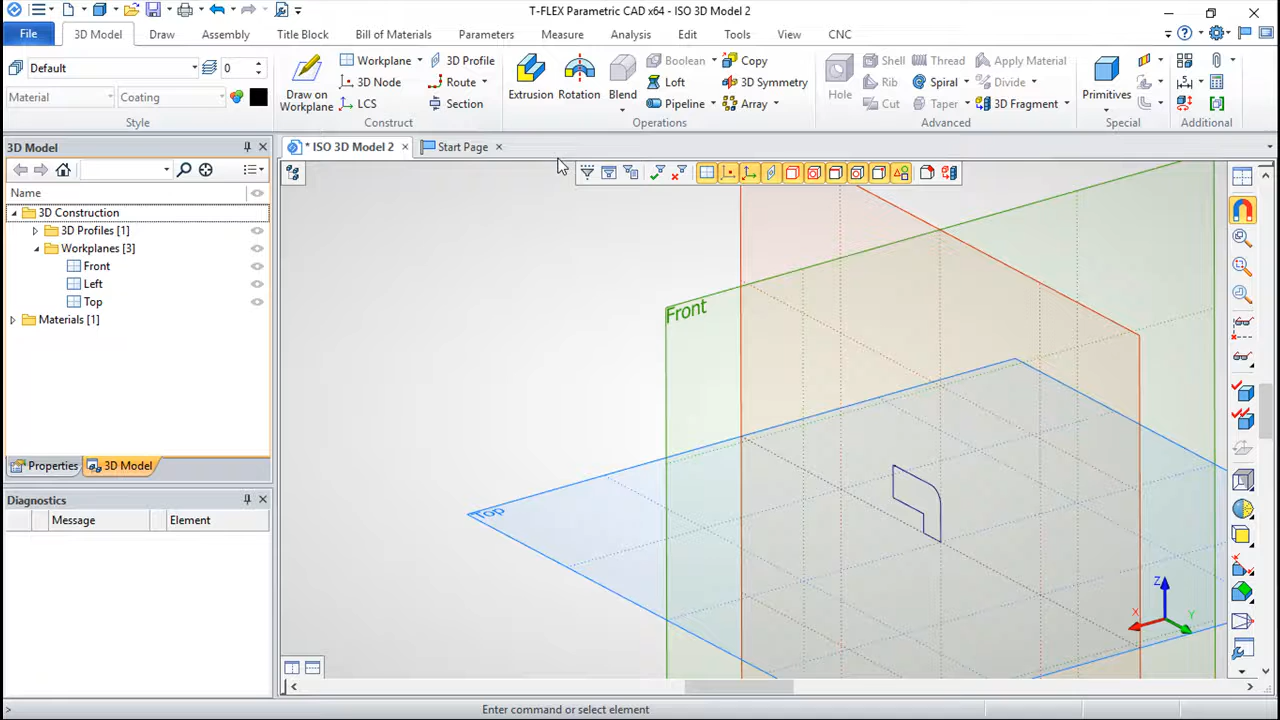 T-FLEX Parametric CAD x64 - ISO 3D Model 2
File 3D Model Draw Assembly Title Block Bill of Materials Parameters Measure Analysis Edit Tools View CNC
Default 0
Material Coating
Style
Draw on Workplane
Workplane 3D Profile
3D Node Route
LCS Section
Construct
Extrusion Rotation Blend
Boolean Copy
Loft 3D Symmetry
Pipeline Array
Operations
Hole
Shell Thread Apply Material
Rib Spiral Divide
Cut Taper 3D Fragment
Advanced
Primitives
Special
Additional
3D Model
* ISO 3D Model 2
Start Page
Name
3D Construction
3D Profiles [1]
Workplanes [3]
Front
Left
Top
Materials [1]
Properties 3D Model
Diagnostics
Message Element
Front
Top
Z
X
Y
> Enter command or select element